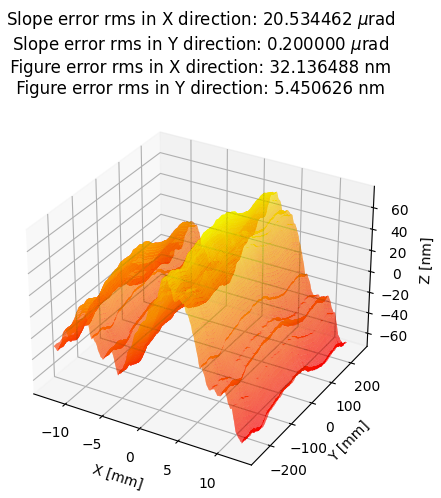 Slope error rms in X direction: 20.534462 μrad
Slope error rms in Y direction: 0.200000 μrad
Figure error rms in X direction: 32.136488 nm
Figure error rms in Y direction: 5.450626 nm
60
40
20
0
−20
−40
−60
Z [nm]
200
100
0
−100
−200
Y [mm]
−10
−5
0
5
10
X [mm]